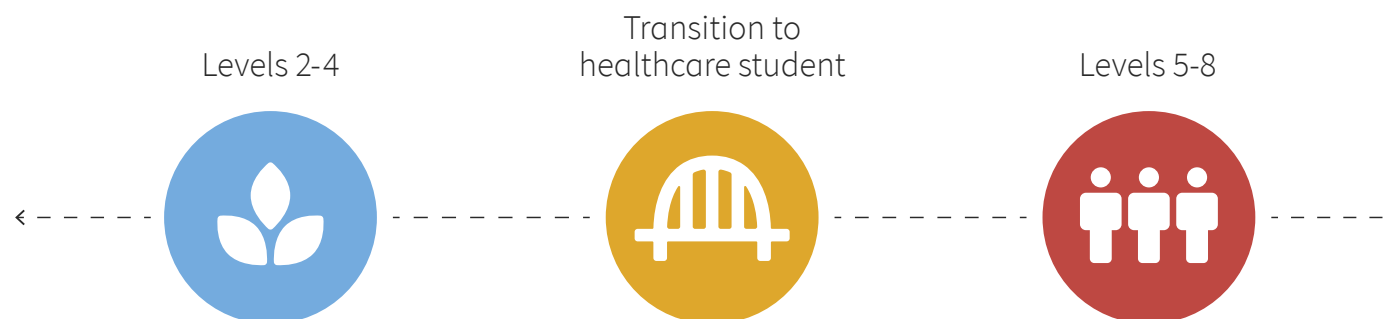 Levels 2-4
Transition to
healthcare student
Levels 5-8